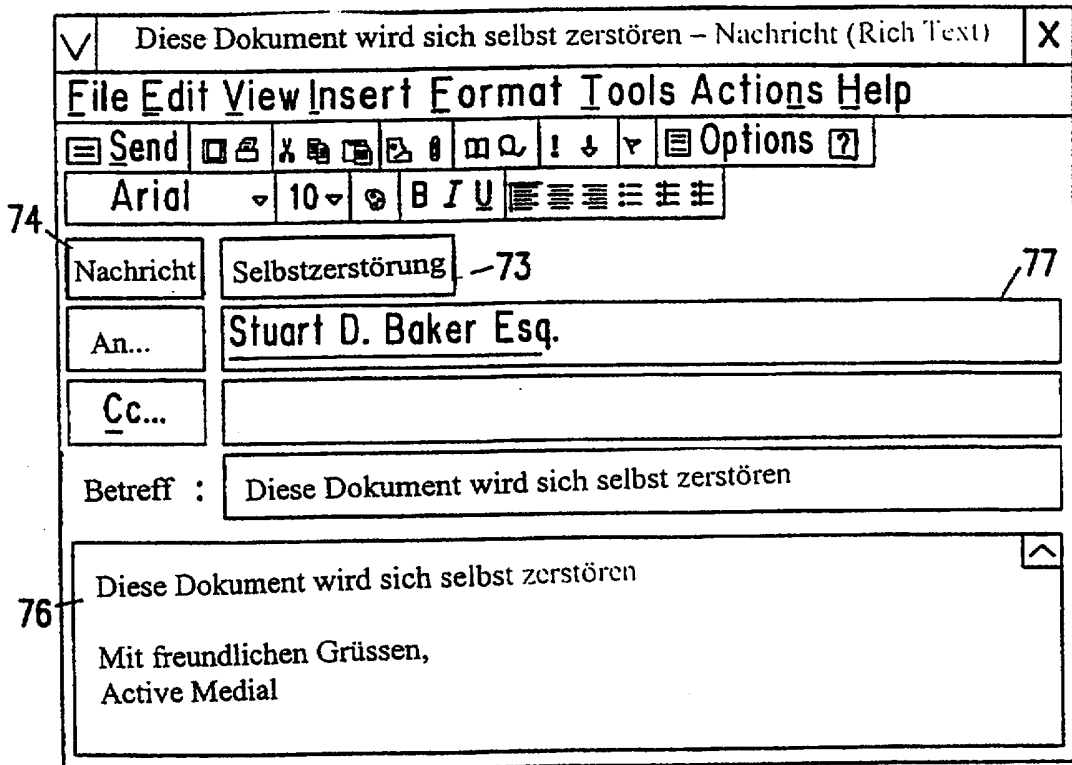 Diese Dokument wird sich selbst zerstören – Nachricht (Rich Text) X
File Edit View Insert Format Tools Actions Help
Send ! Options ?
Arial 10 B I U
74
Nachricht Selbstzerstörung 73 77
An... Stuart D. Baker Esq.
Cc...
Betreff : Diese Dokument wird sich selbst zerstören
Diese Dokument wird sich selbst zerstören
76
Mit freundlichen Grüssen,
Active Medial